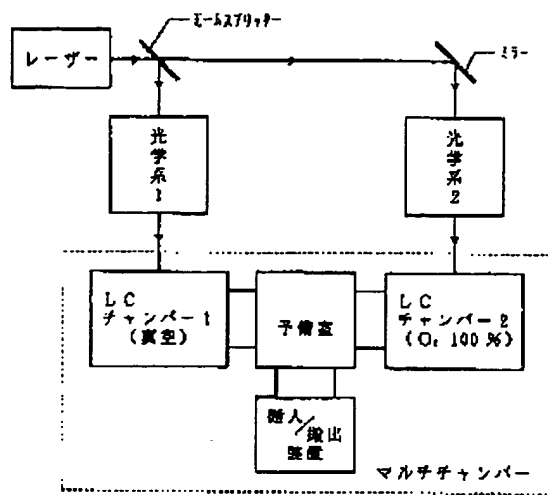 ビームスプリッター
レーザー
ミラー
光学系1
光学系2
LC
チャンバー1
(真空)
予備室
LC
チャンバー2
(O₂ 100%)
搬入/搬出
装置
マルチチャンバー